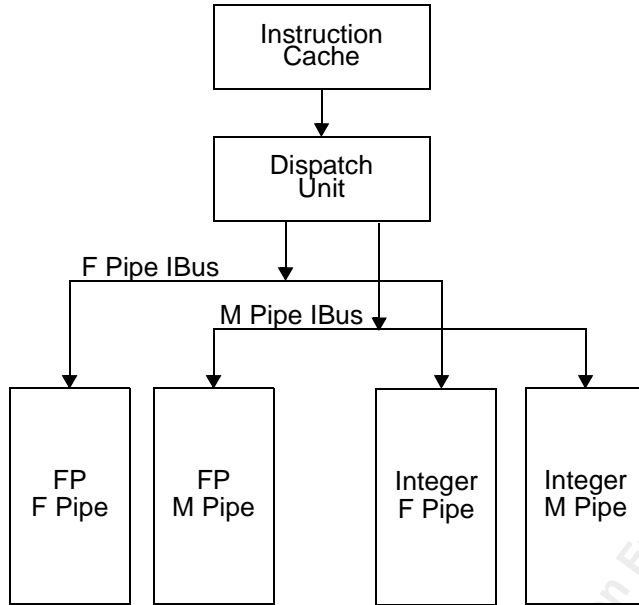 Instruction
Cache
Dispatch
Unit
F Pipe IBus
M Pipe IBus
FP
F Pipe
FP
M Pipe
Integer
F Pipe
Integer
M Pipe